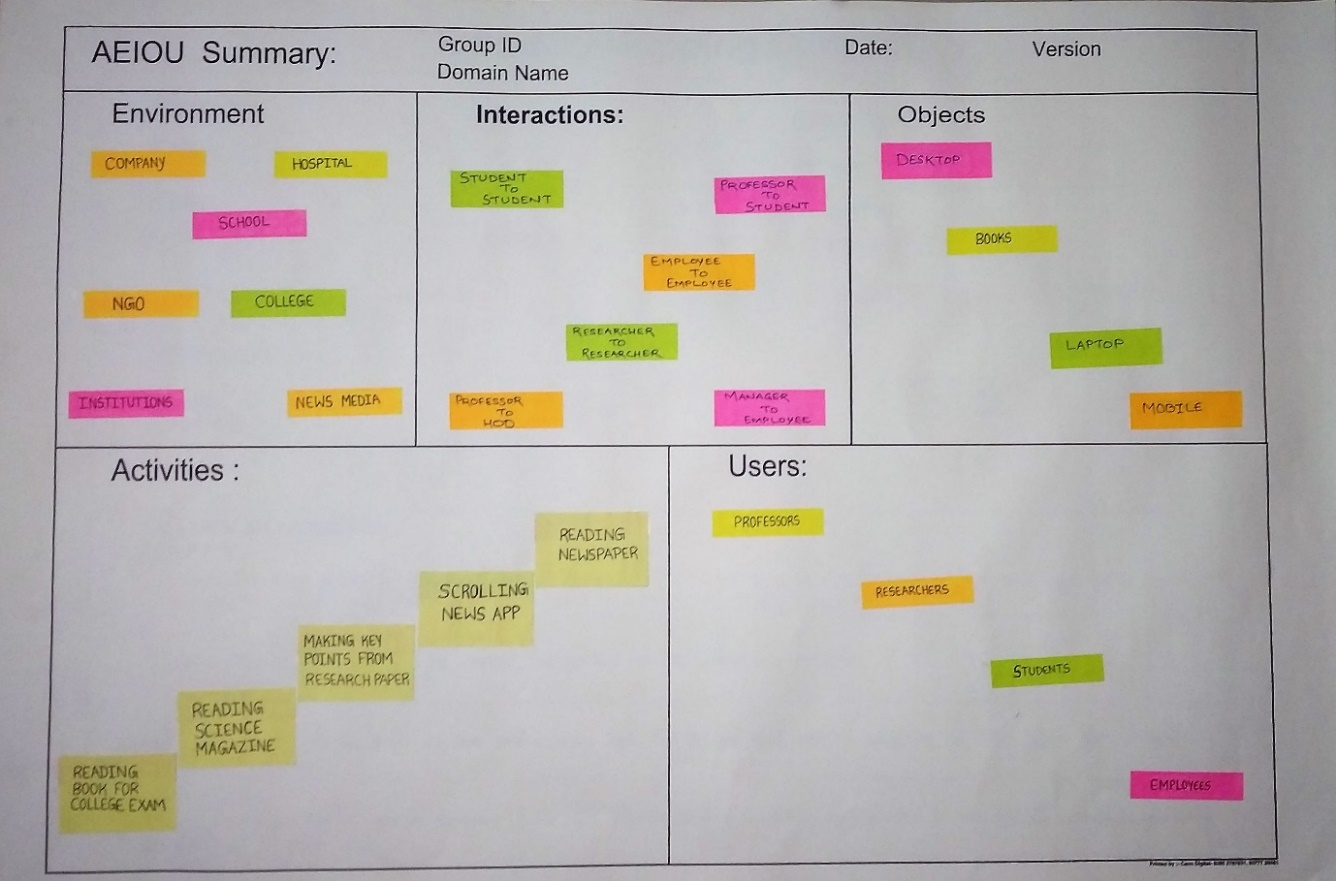 AEIOU Summary:
Group ID
Domain Name
Date:
Version
Environment
COMPANY
HOSPITAL
SCHOOL
NGO
COLLEGE
INSTITUTIONS
NEWS MEDIA
Interactions:
STUDENT
TO
STUDENT
PROFESSOR
TO
STUDENT
EMPLOYEE
TO
EMPLOYEE
RESEARCHER
TO
RESEARCHER
PROFESSOR
TO
HOD
MANAGER
TO
EMPLOYEE
Objects
DESKTOP
BOOKS
LAPTOP
MOBILE
Activities :
READING
NEWSPAPER
SCROLLING
NEWS APP
MAKING KEY
POINTS FROM
RESEARCH PAPER
READING
SCIENCE
MAGAZINE
READING
BOOK FOR
COLLEGE EXAM
Users:
PROFESSORS
RESEARCHERS
STUDENTS
EMPLOYEES